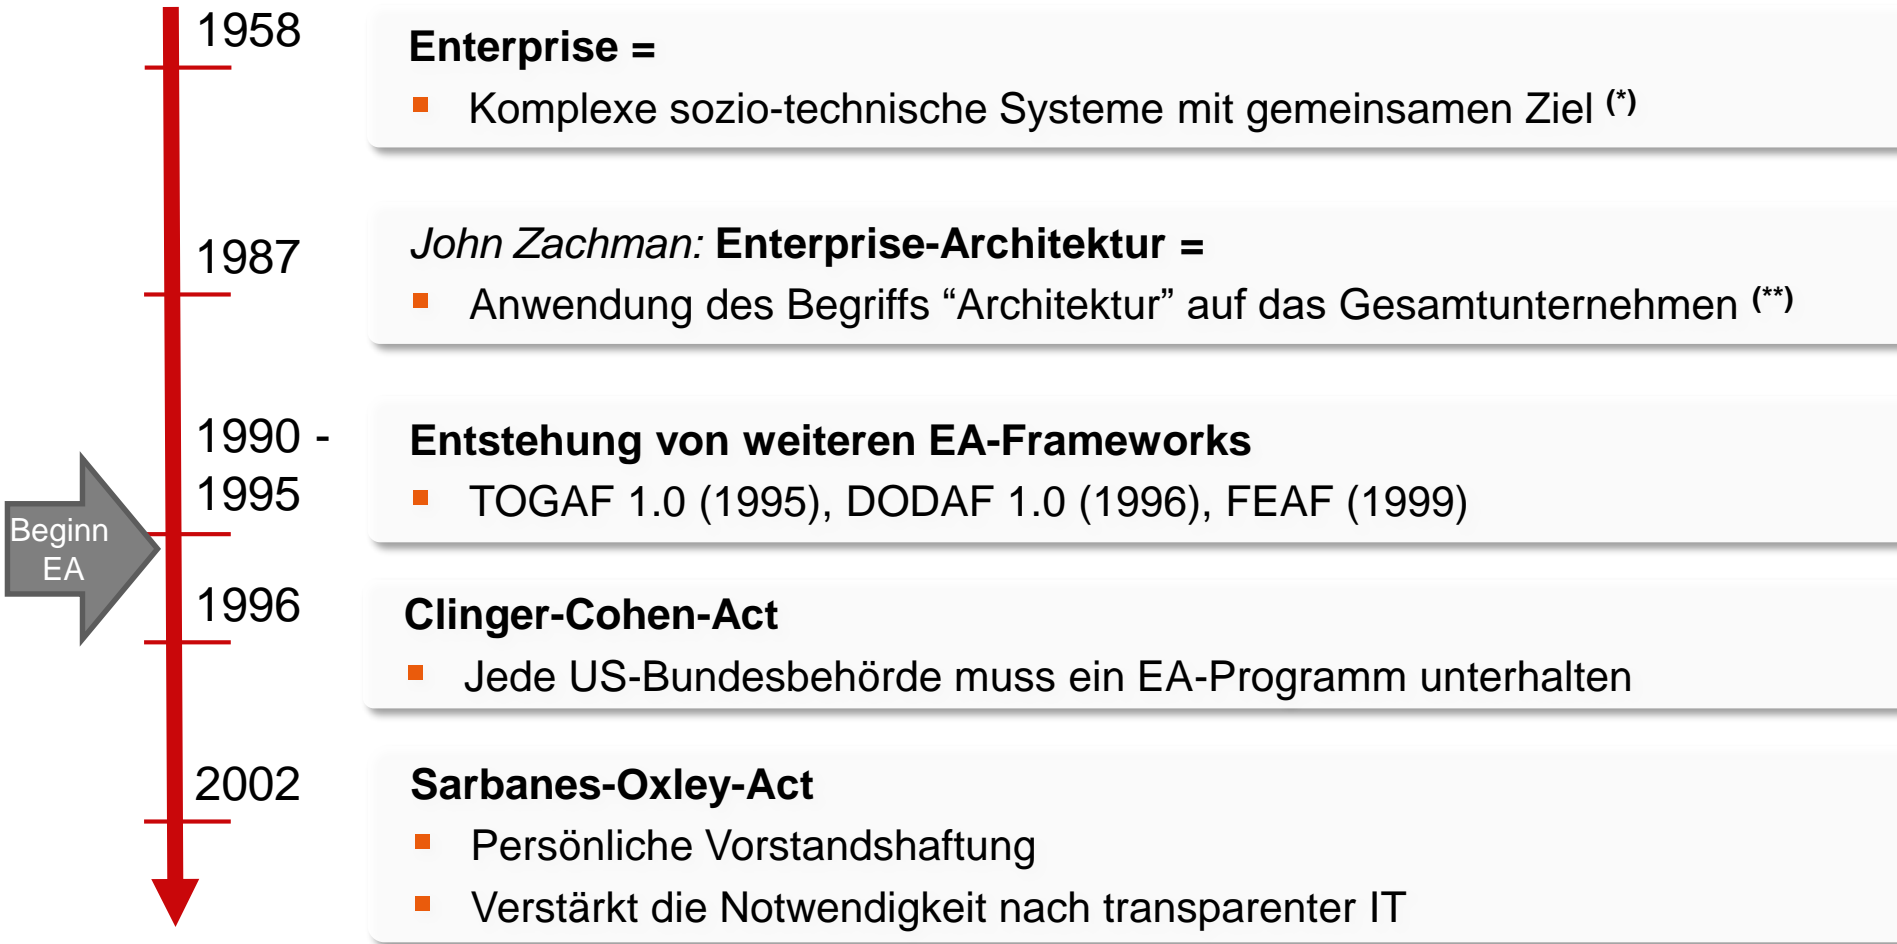 1958
Enterprise =
Komplexe sozio-technische Systeme mit gemeinsamen Ziel (*)
1987
John Zachman: Enterprise-Architektur =
Anwendung des Begriffs “Architektur” auf das Gesamtunternehmen (**)
1990 -
1995
Entstehung von weiteren EA-Frameworks
TOGAF 1.0 (1995), DODAF 1.0 (1996), FEAF (1999)
Beginn
EA
1996
Clinger-Cohen-Act
Jede US-Bundesbehörde muss ein EA-Programm unterhalten
2002
Sarbanes-Oxley-Act
Persönliche Vorstandshaftung
Verstärkt die Notwendigkeit nach transparenter IT